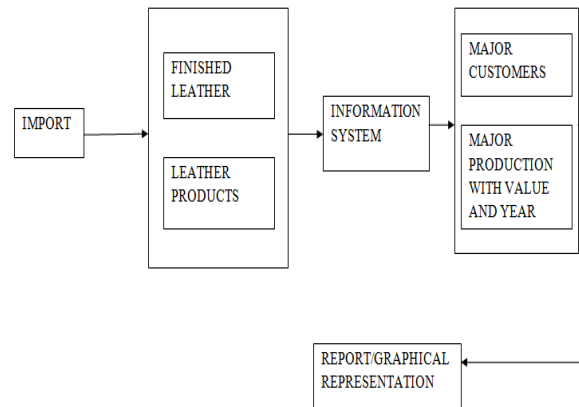 IMPORT
FINISHED
LEATHER
LEATHER
PRODUCTS
INFORMATION
SYSTEM
MAJOR
CUSTOMERS
MAJOR
PRODUCTION
WITH VALUE
AND YEAR
REPORT/GRAPHICAL
REPRESENTATION